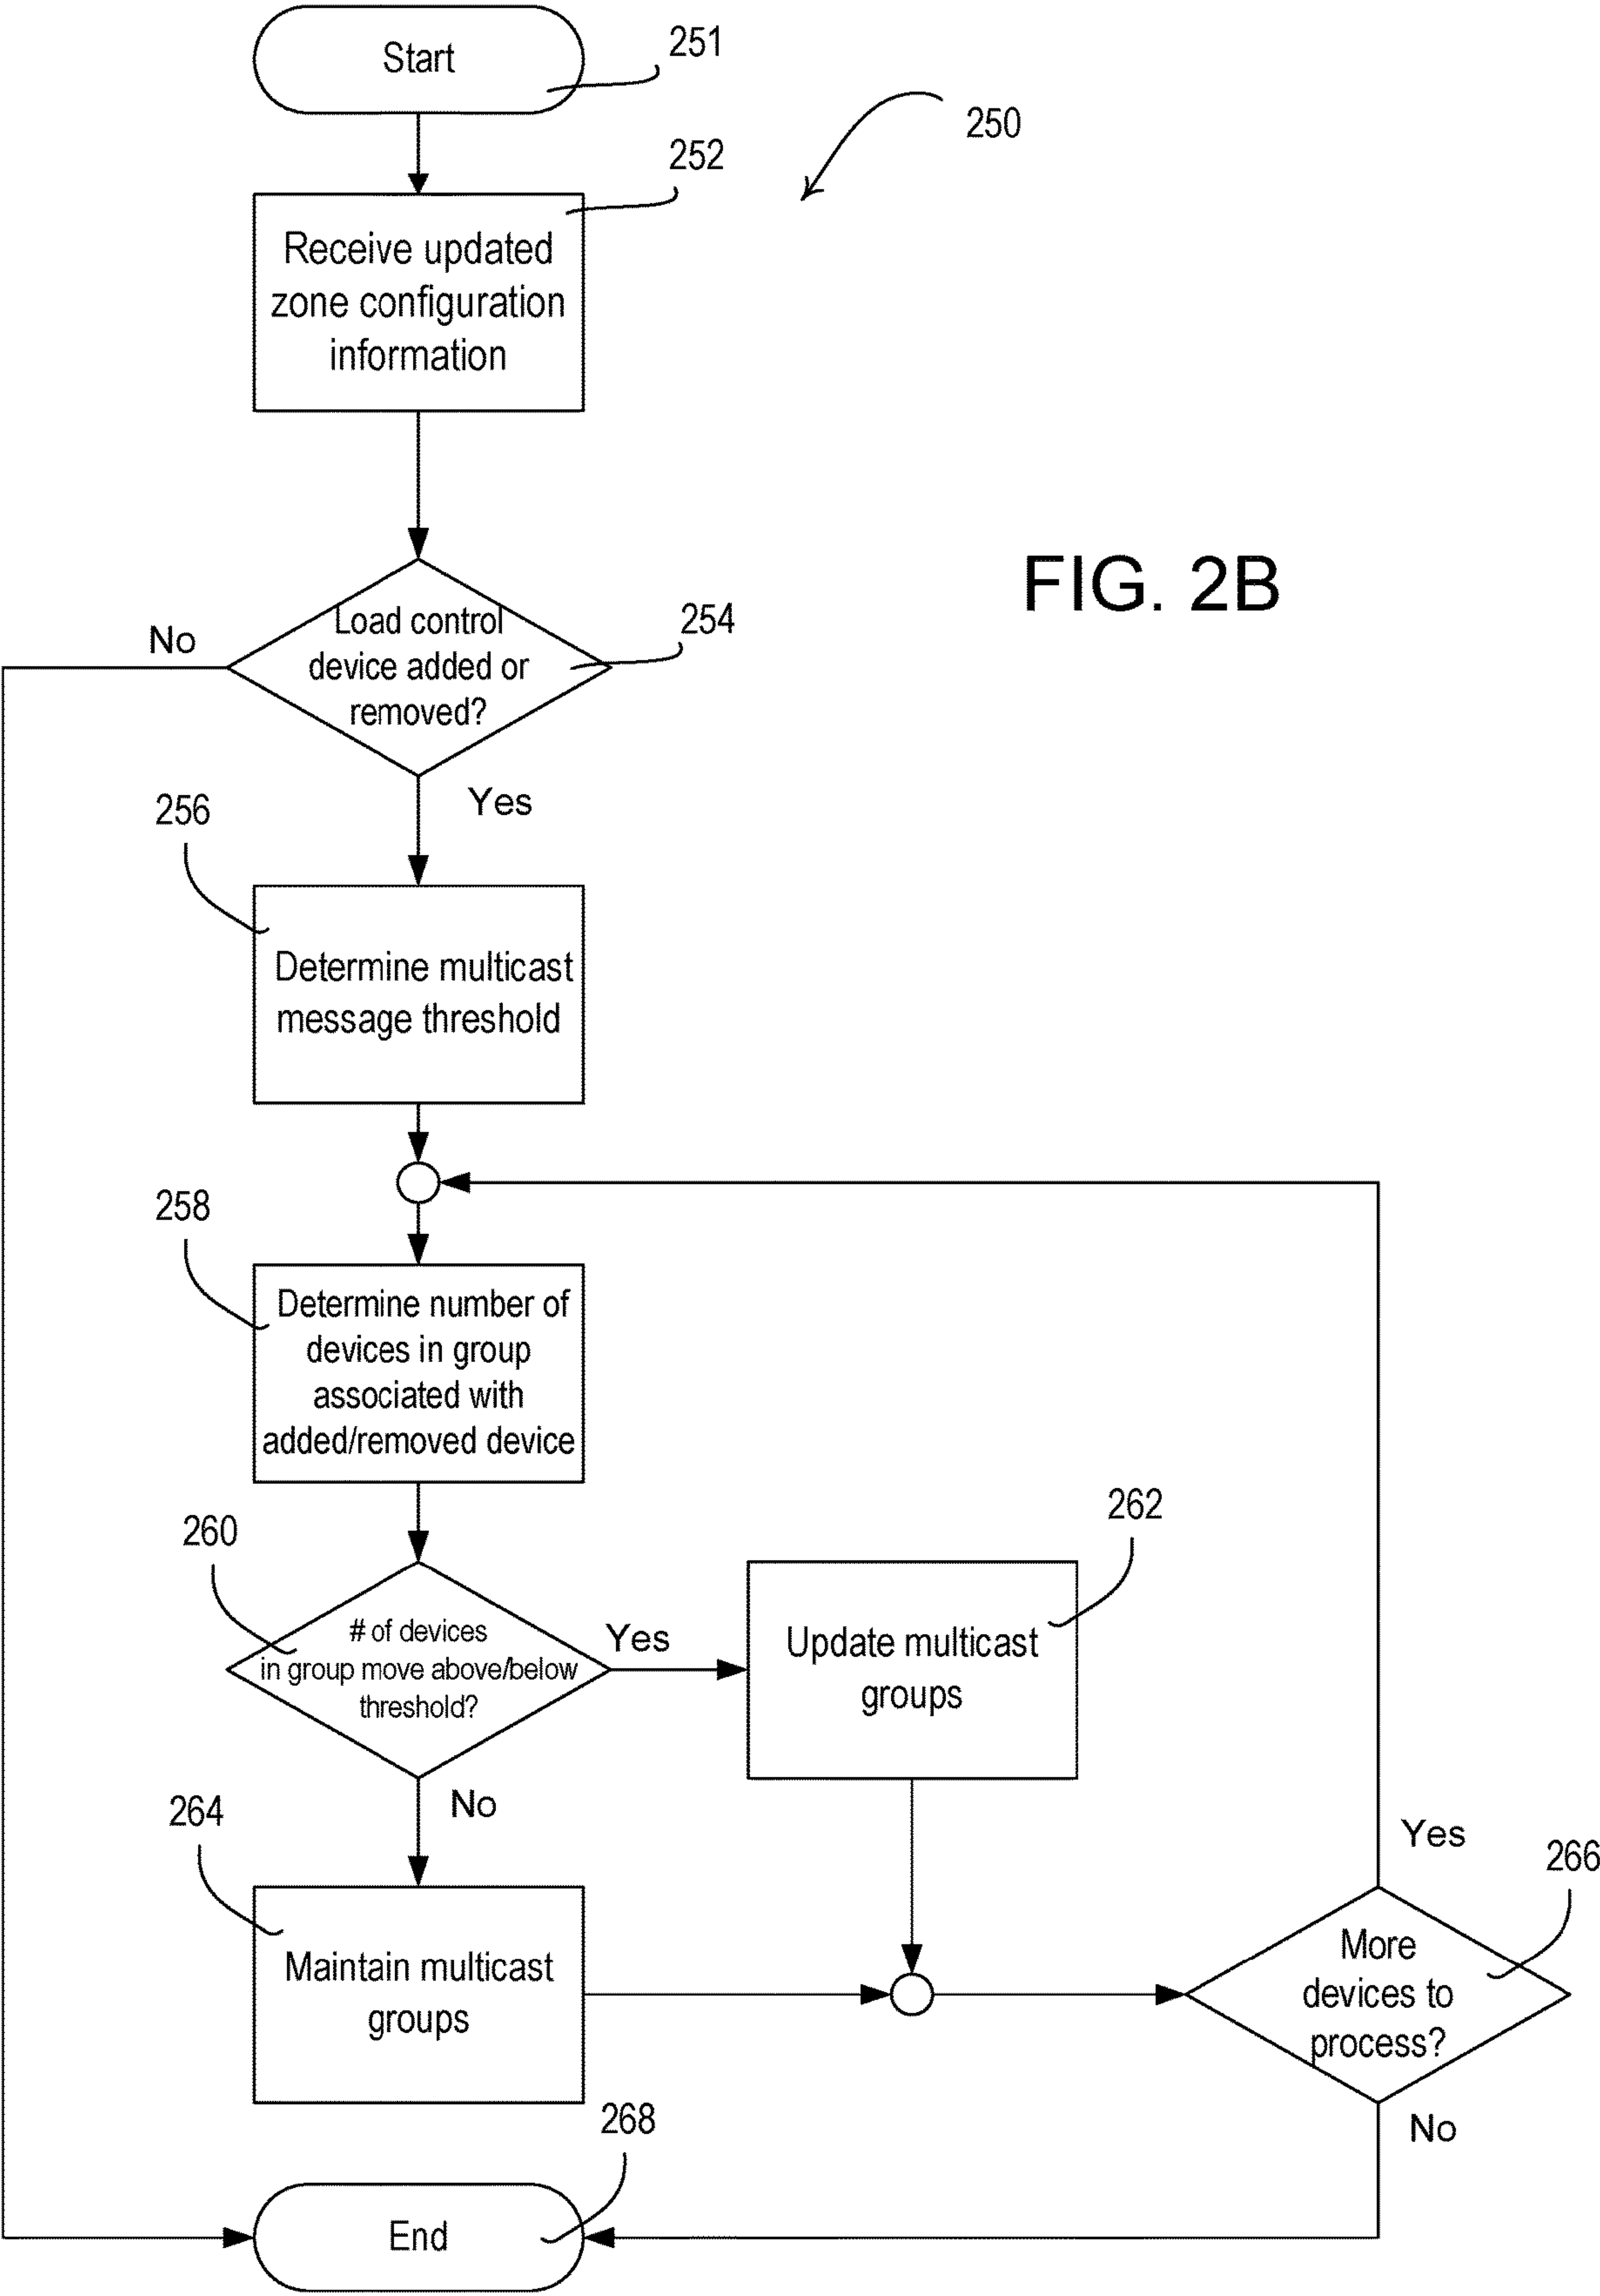 Start
251
250
252
Receive updated
zone configuration
information
FIG. 2B
Load control
device added or
removed?
254
No
Yes
256
Determine multicast
message threshold
258
Determine number of
devices in group
associated with
added/removed device
260
# of devices
in group move above/below
threshold?
Yes
262
Update multicast
groups
No
264
Maintain multicast
groups
Yes
266
More
devices to
process?
No
268
End